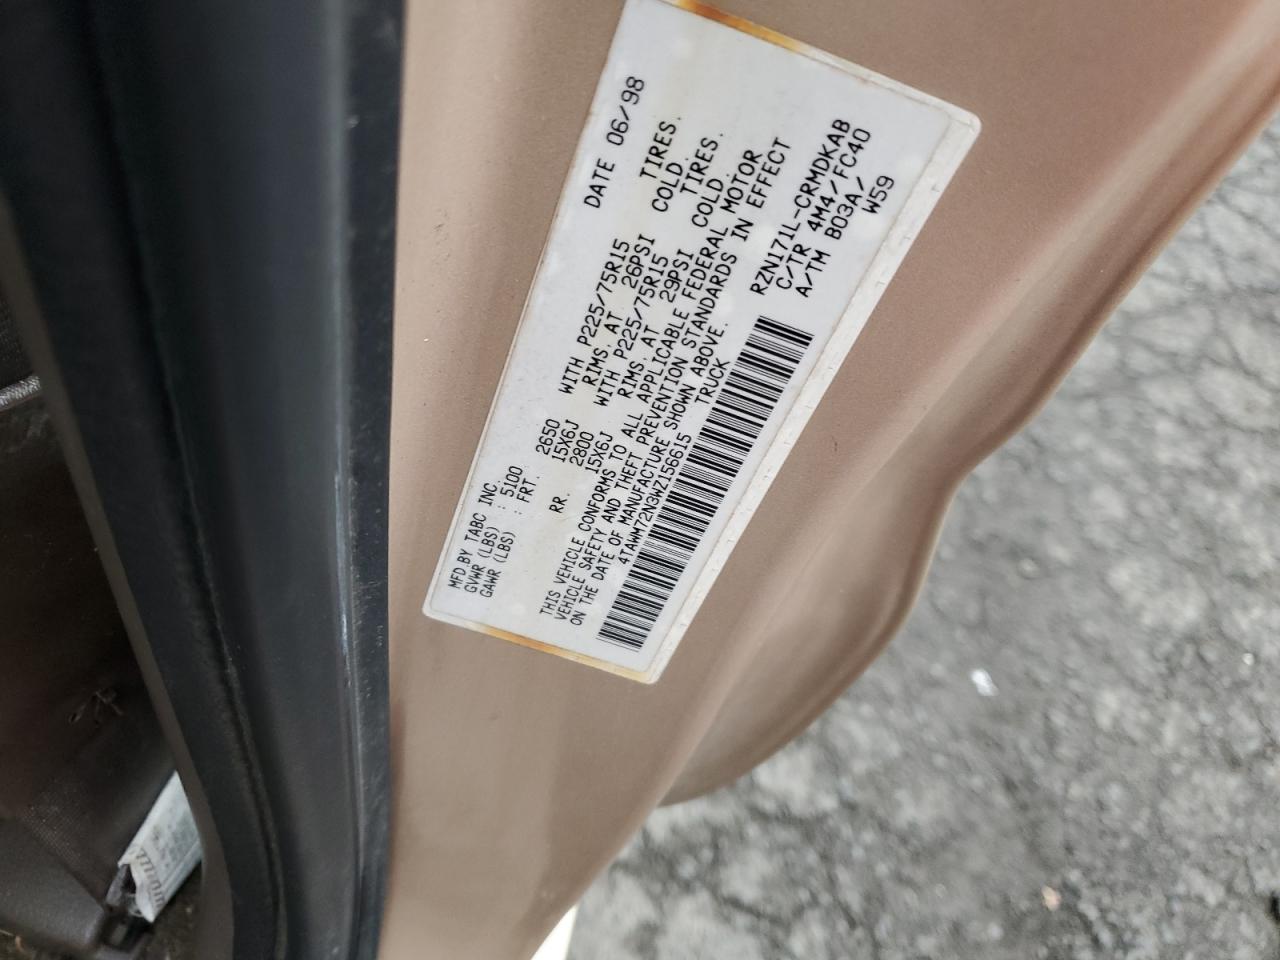 MFD BY TABC INC. DATE 06/98
GVWR (LBS) : 5100
GAWR (LBS) : FRT. 2650 WITH P225/75R15 TIRES.
15X6J RIMS, AT 26PSI COLD.
RR. 2800 WITH P225/75R15 TIRES.
15X6J RIMS, AT 29PSI COLD.
THIS VEHICLE CONFORMS TO ALL APPLICABLE FEDERAL MOTOR
VEHICLE SAFETY AND THEFT PREVENTION STANDARDS IN EFFECT
ON THE DATE OF MANUFACTURE SHOWN ABOVE.
4TAWM72N3WZ156615 TRUCK
RZN171L-CRMDKAB
C/TR 4M4/FC40
A/TM B03A/
W59